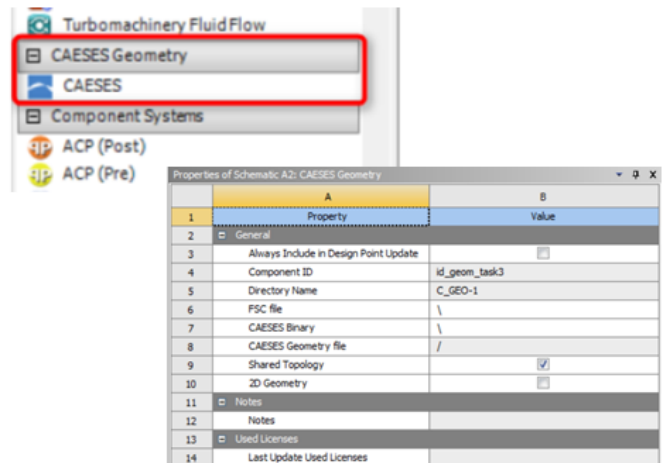 Turbomachinery Fluid Flow
CAESES Geometry
CAESES
Component Systems
ACP (Post)
ACP (Pre)
Properties of Schematic A2: CAESES Geometry
A B
1 Property Value
2 General
3 Always Include in Design Point Update
4 Component ID id_geom_task3
5 Directory Name C_GEO-1
6 FSC file \
7 CAESES Binary \
8 CAESES Geometry file /
9 Shared Topology
10 2D Geometry
11 Notes
12 Notes
13 Used Licenses
14 Last Update Used Licenses